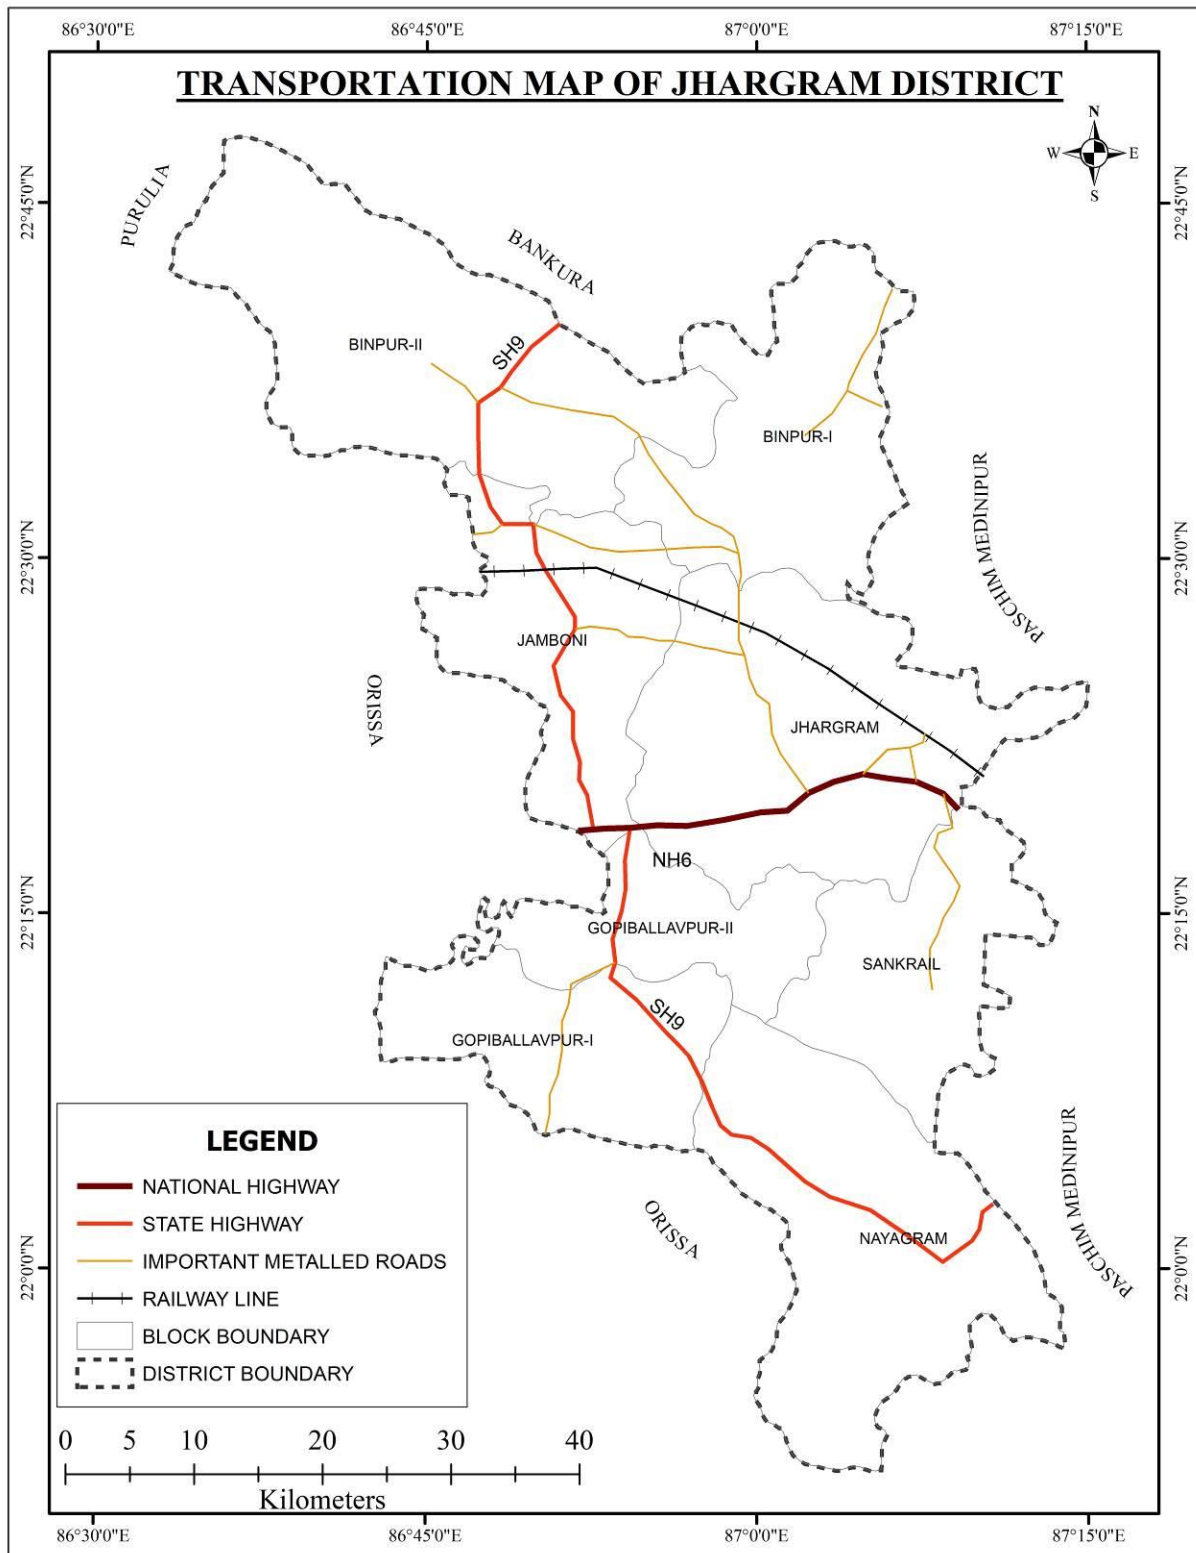 86°30'0"E
86°45'0"E
87°0'0"E
87°15'0"E
TRANSPORTATION MAP OF JHARGRAM DISTRICT
N
W
E
S
22°45'0"N
22°45'0"N
PURULIA
BANKURA
BINPUR-II
SH9
BINPUR-I
PASCHIM MEDINIPUR
22°30'0"N
22°30'0"N
JAMBONI
ORISSA
JHARGRAM
NH6
22°15'0"N
22°15'0"N
GOPIBALLAVPUR-II
SANKRAIL
SH9
GOPIBALLAVPUR-I
PASCHIM MEDINIPUR
ORISSA
NAYAGRAM
22°0'0"N
22°0'0"N
LEGEND
NATIONAL HIGHWAY
STATE HIGHWAY
IMPORTANT METALLED ROADS
RAILWAY LINE
BLOCK BOUNDARY
DISTRICT BOUNDARY
0 5 10 20 30 40
Kilometers
86°30'0"E
86°45'0"E
87°0'0"E
87°15'0"E